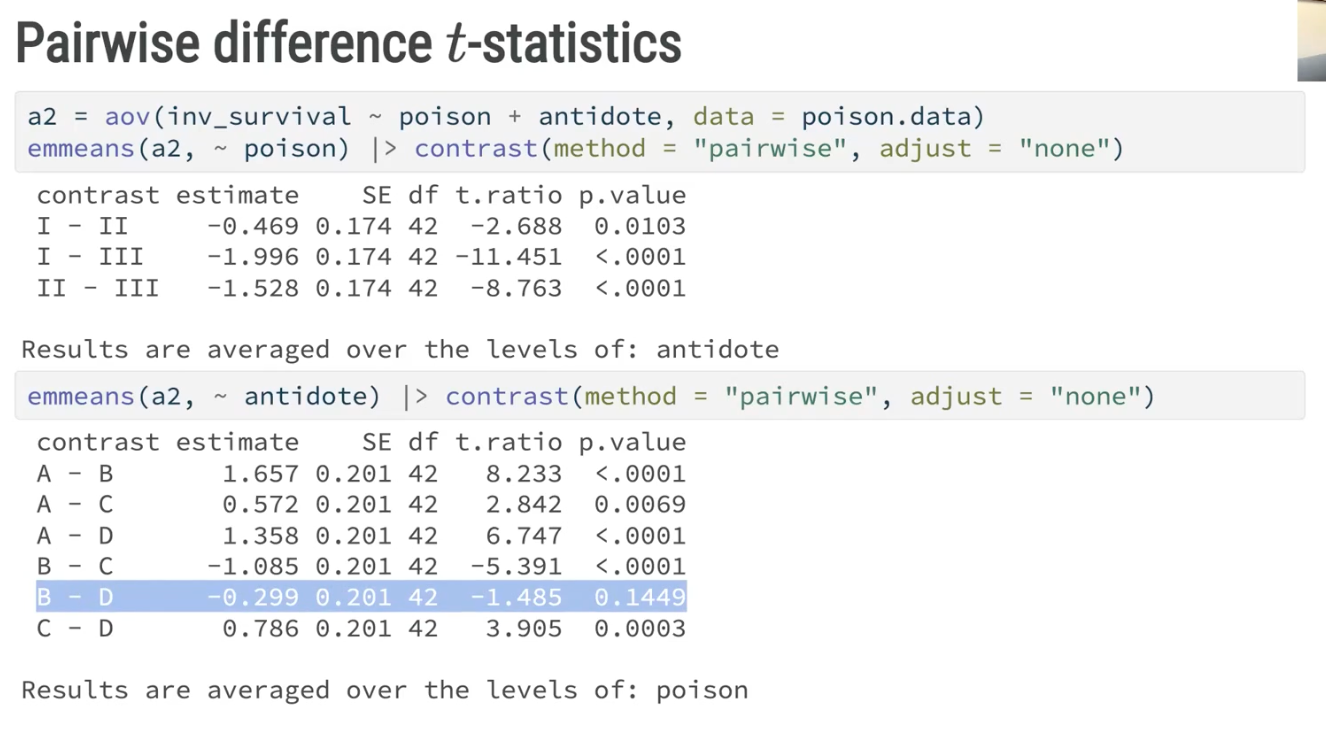 Pairwise difference t-statistics
a2 = aov(inv_survival ~ poison + antidote, data = poison.data)
emmeans(a2, ~ poison) |> contrast(method = "pairwise", adjust = "none")
contrast estimate SE df t.ratio p.value
I - II -0.469 0.174 42 -2.688 0.0103
I - III -1.996 0.174 42 -11.451 <.0001
II - III -1.528 0.174 42 -8.763 <.0001
Results are averaged over the levels of: antidote
emmeans(a2, ~ antidote) |> contrast(method = "pairwise", adjust = "none")
contrast estimate SE df t.ratio p.value
A - B 1.657 0.201 42 8.233 <.0001
A - C 0.572 0.201 42 2.842 0.0069
A - D 1.358 0.201 42 6.747 <.0001
B - C -1.085 0.201 42 -5.391 <.0001
B - D -0.299 0.201 42 -1.485 0.1449
C - D 0.786 0.201 42 3.905 0.0003
Results are averaged over the levels of: poison